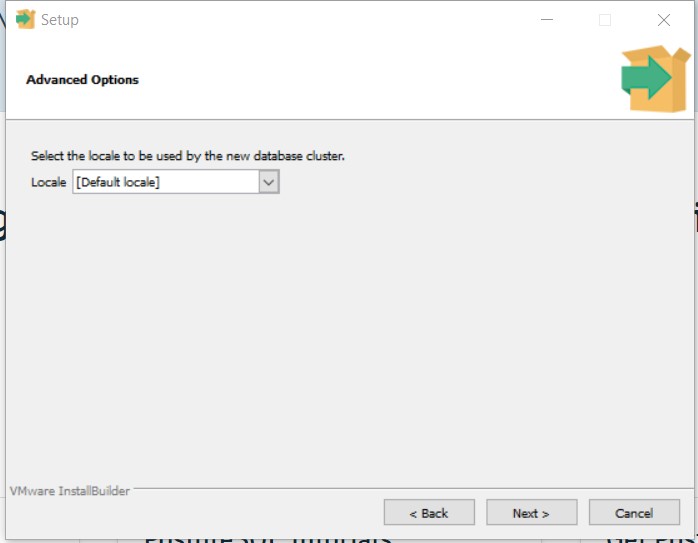 Setup
Advanced Options
Select the locale to be used by the new database cluster.
Locale [Default locale]
VMware InstallBuilder
< Back Next > Cancel